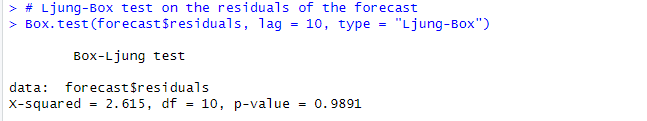 > # Ljung-Box test on the residuals of the forecast
> Box.test(forecast$residuals, lag = 10, type = "Ljung-Box")
Box-Ljung test
data:  forecast$residuals
X-squared = 2.615, df = 10, p-value = 0.9891